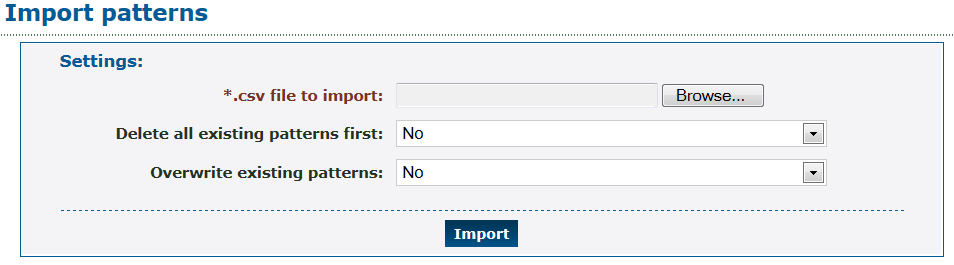 Import patterns
Settings:
*.csv file to import: Browse...
Delete all existing patterns first: No
Overwrite existing patterns: No
Import